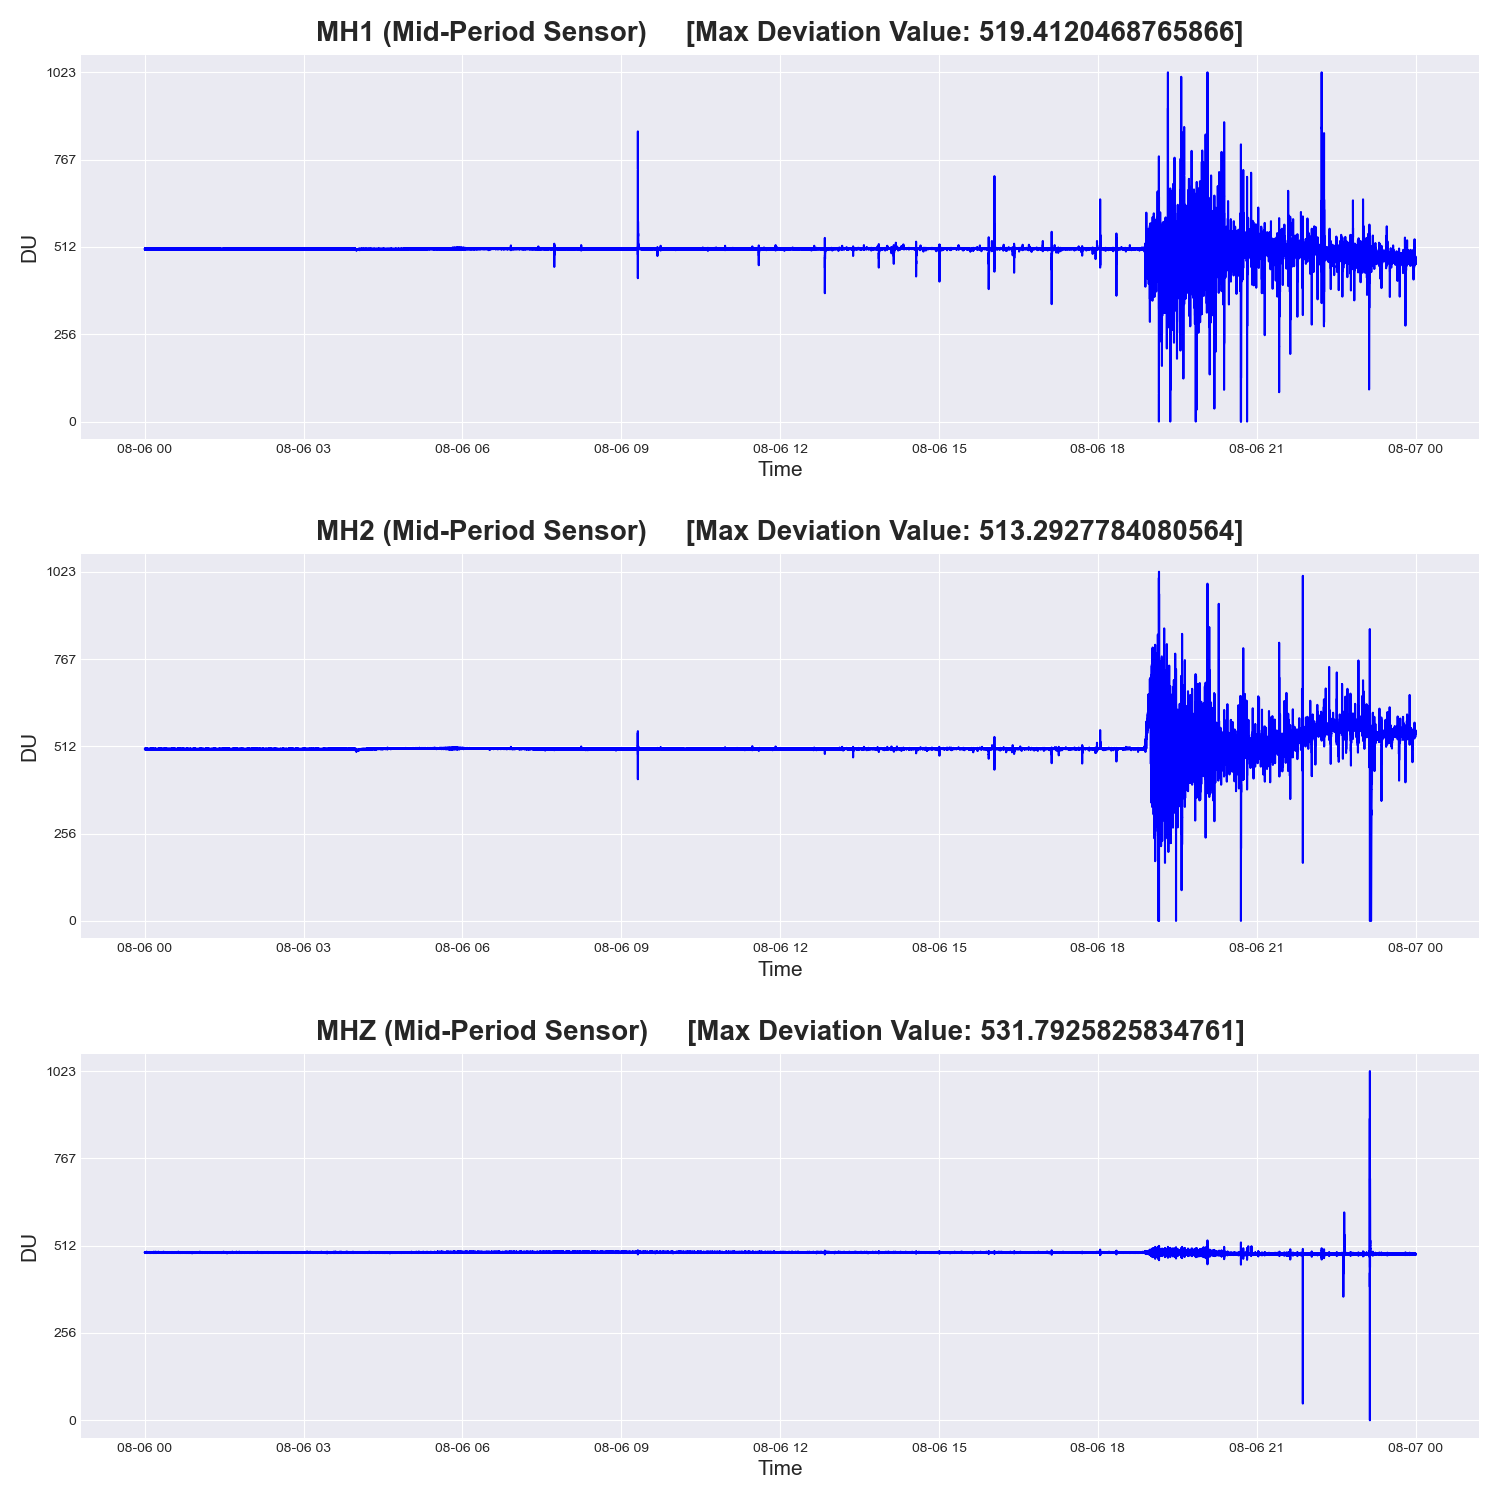 MH1 (Mid-Period Sensor) [Max Deviation Value: 519.4120468765866]
1023
767
512
256
0
DU
08-06 00 08-06 03 08-06 06 08-06 09 08-06 12 08-06 15 08-06 18 08-06 21 08-07 00
Time
MH2 (Mid-Period Sensor) [Max Deviation Value: 513.2927784080564]
1023
767
512
256
0
DU
08-06 00 08-06 03 08-06 06 08-06 09 08-06 12 08-06 15 08-06 18 08-06 21 08-07 00
Time
MHZ (Mid-Period Sensor) [Max Deviation Value: 531.7925825834761]
1023
767
512
256
0
DU
08-06 00 08-06 03 08-06 06 08-06 09 08-06 12 08-06 15 08-06 18 08-06 21 08-07 00
Time